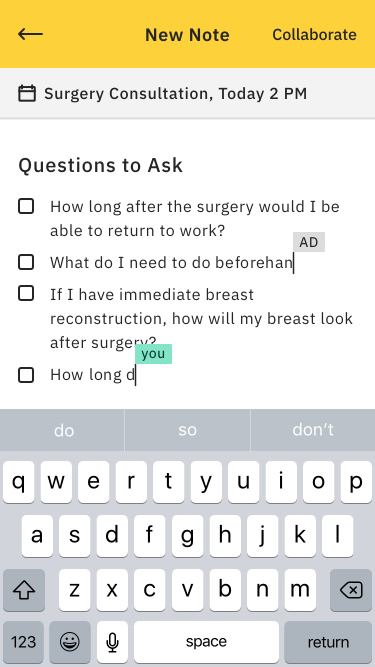 New Note
Collaborate
Surgery Consultation, Today 2 PM
Questions to Ask
How long after the surgery would I be
able to return to work?
AD
What do I need to do beforehan
If I have immediate breast
reconstruction, how will my breast look
after surgery?
you
How long d
do so don't
q w e r t y u i o p
a s d f g h j k l
z x c v b n m
123 space return